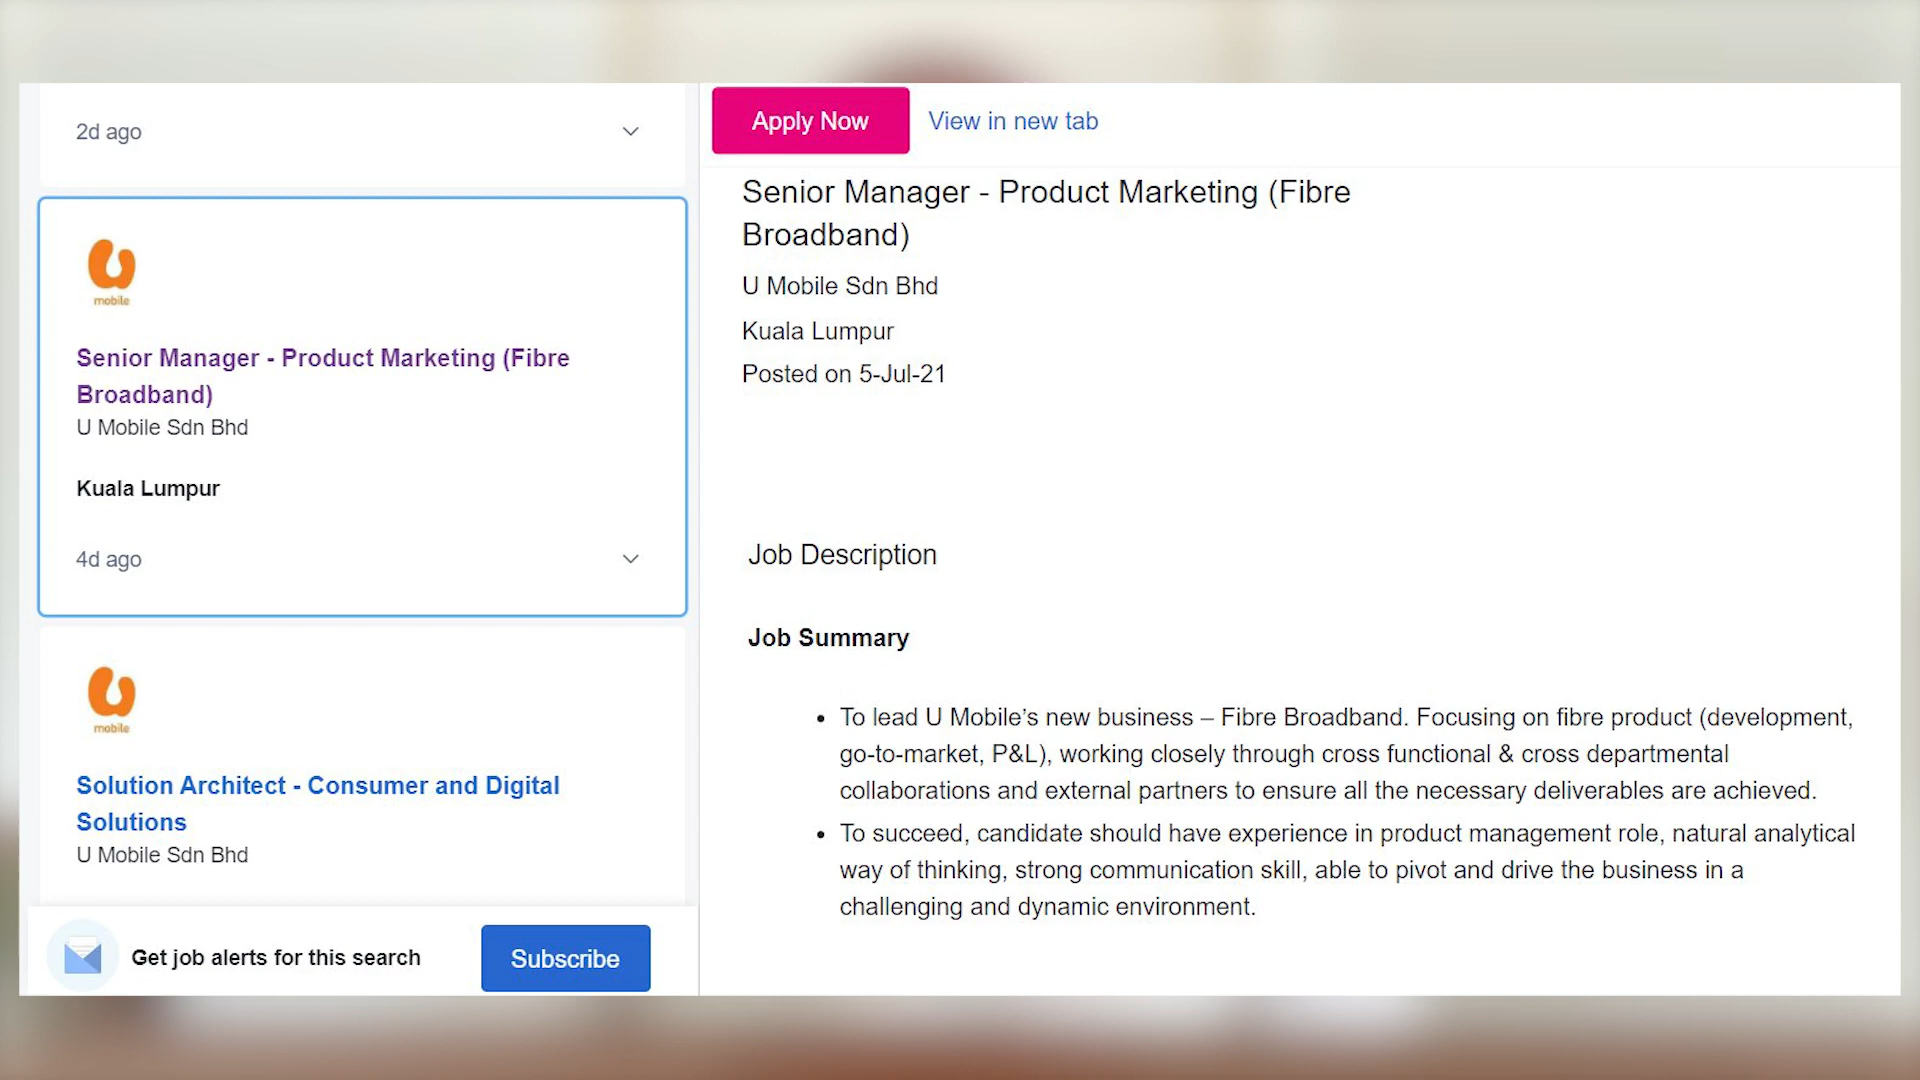 2d ago
mobile
Senior Manager - Product Marketing (Fibre
Broadband)
U Mobile Sdn Bhd
Kuala Lumpur
4d ago
mobile
Solution Architect - Consumer and Digital
Solutions
U Mobile Sdn Bhd
Get job alerts for this search
Subscribe
Apply Now
View in new tab
Senior Manager - Product Marketing (Fibre
Broadband)
U Mobile Sdn Bhd
Kuala Lumpur
Posted on 5-Jul-21
Job Description
Job Summary
• To lead U Mobile’s new business – Fibre Broadband. Focusing on fibre product (development,
go-to-market, P&L), working closely through cross functional & cross departmental
collaborations and external partners to ensure all the necessary deliverables are achieved.
• To succeed, candidate should have experience in product management role, natural analytical
way of thinking, strong communication skill, able to pivot and drive the business in a
challenging and dynamic environment.